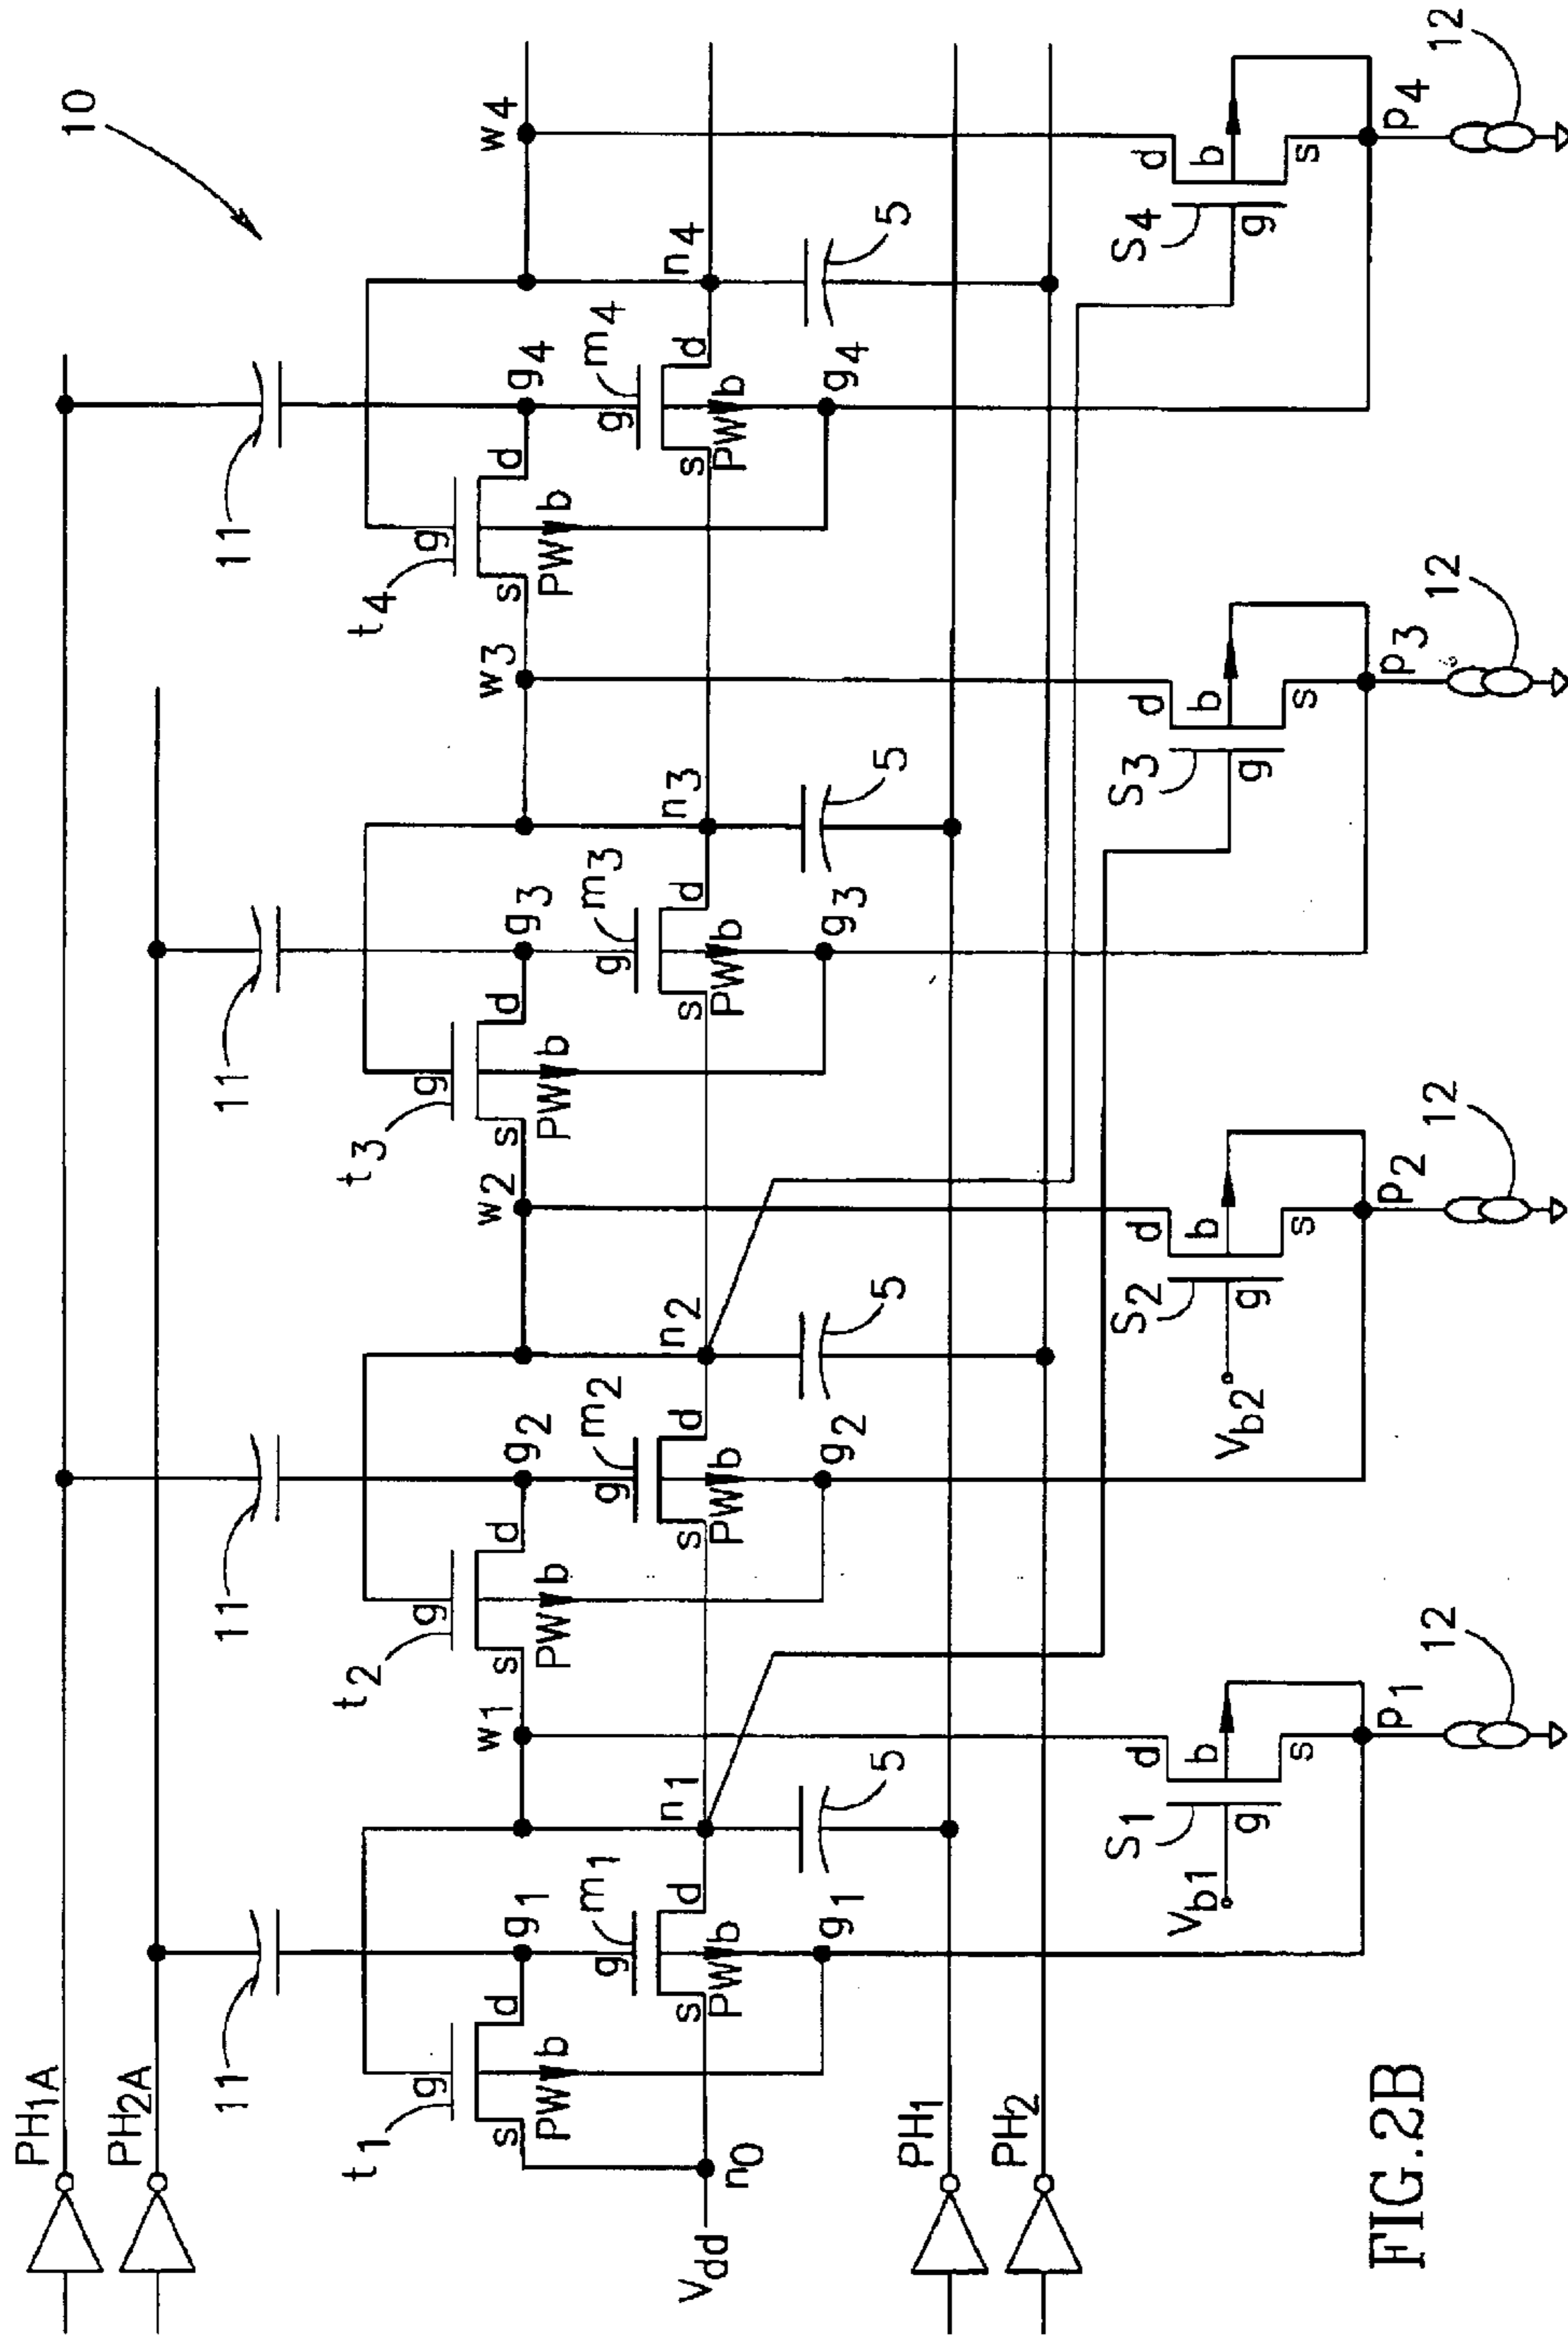 10
PH1A
PH2A
11
11
11
11
t1
g
s
d
PW
b
g1
m1
g
s
d
PW
b
g1
n1
w1
5
t2
g
s
d
PW
b
g2
m2
g
s
d
PW
b
g2
n2
w2
5
t3
g
s
d
PW
b
g3
m3
g
s
d
PW
b
g3
n3
w3
5
t4
g
s
d
PW
b
g4
m4
g
s
d
PW
b
g4
n4
w4
5
Vdd
n0
PH1
PH2
Vb1
S1
g
d
b
s
p1
12
Vb2
S2
g
d
b
s
p2
12
S3
g
d
b
s
p3
12
S4
g
d
b
s
p4
12
FIG.2B